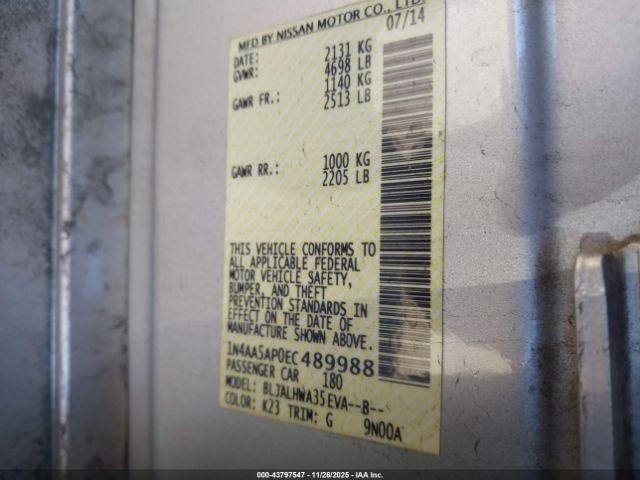 MFD BY NISSAN MOTOR CO., LTD.
DATE: 07/14
GVWR: 2131 KG
4698 LB
GAWR FR.: 1140 KG
2513 LB
GAWR RR.: 1000 KG
2205 LB
THIS VEHICLE CONFORMS TO
ALL APPLICABLE FEDERAL
MOTOR VEHICLE SAFETY,
BUMPER, AND THEFT
PREVENTION STANDARDS IN
EFFECT ON THE DATE OF
MANUFACTURE SHOWN ABOVE.
1N4AA5AP0EC489988
PASSENGER CAR 180
MODEL: BLJALHWA35EVA--B--
COLOR: K23 TRIM: G 9N00A
000-43797547 | 11/26/2025 - IAAI Inc.